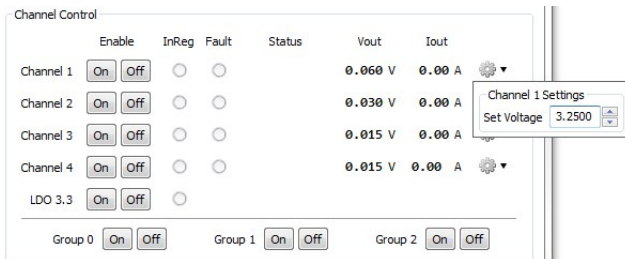 Channel Control
Enable InReg Fault Status Vout Iout
Channel 1 On Off 0.060 V 0.00 A
Channel 2 On Off 0.030 V 0.00 A
Channel 1 Settings
Set Voltage 3.2500
Channel 3 On Off 0.015 V 0.00 A
Channel 4 On Off 0.015 V 0.00 A
LDO 3.3 On Off
Group 0 On Off Group 1 On Off Group 2 On Off